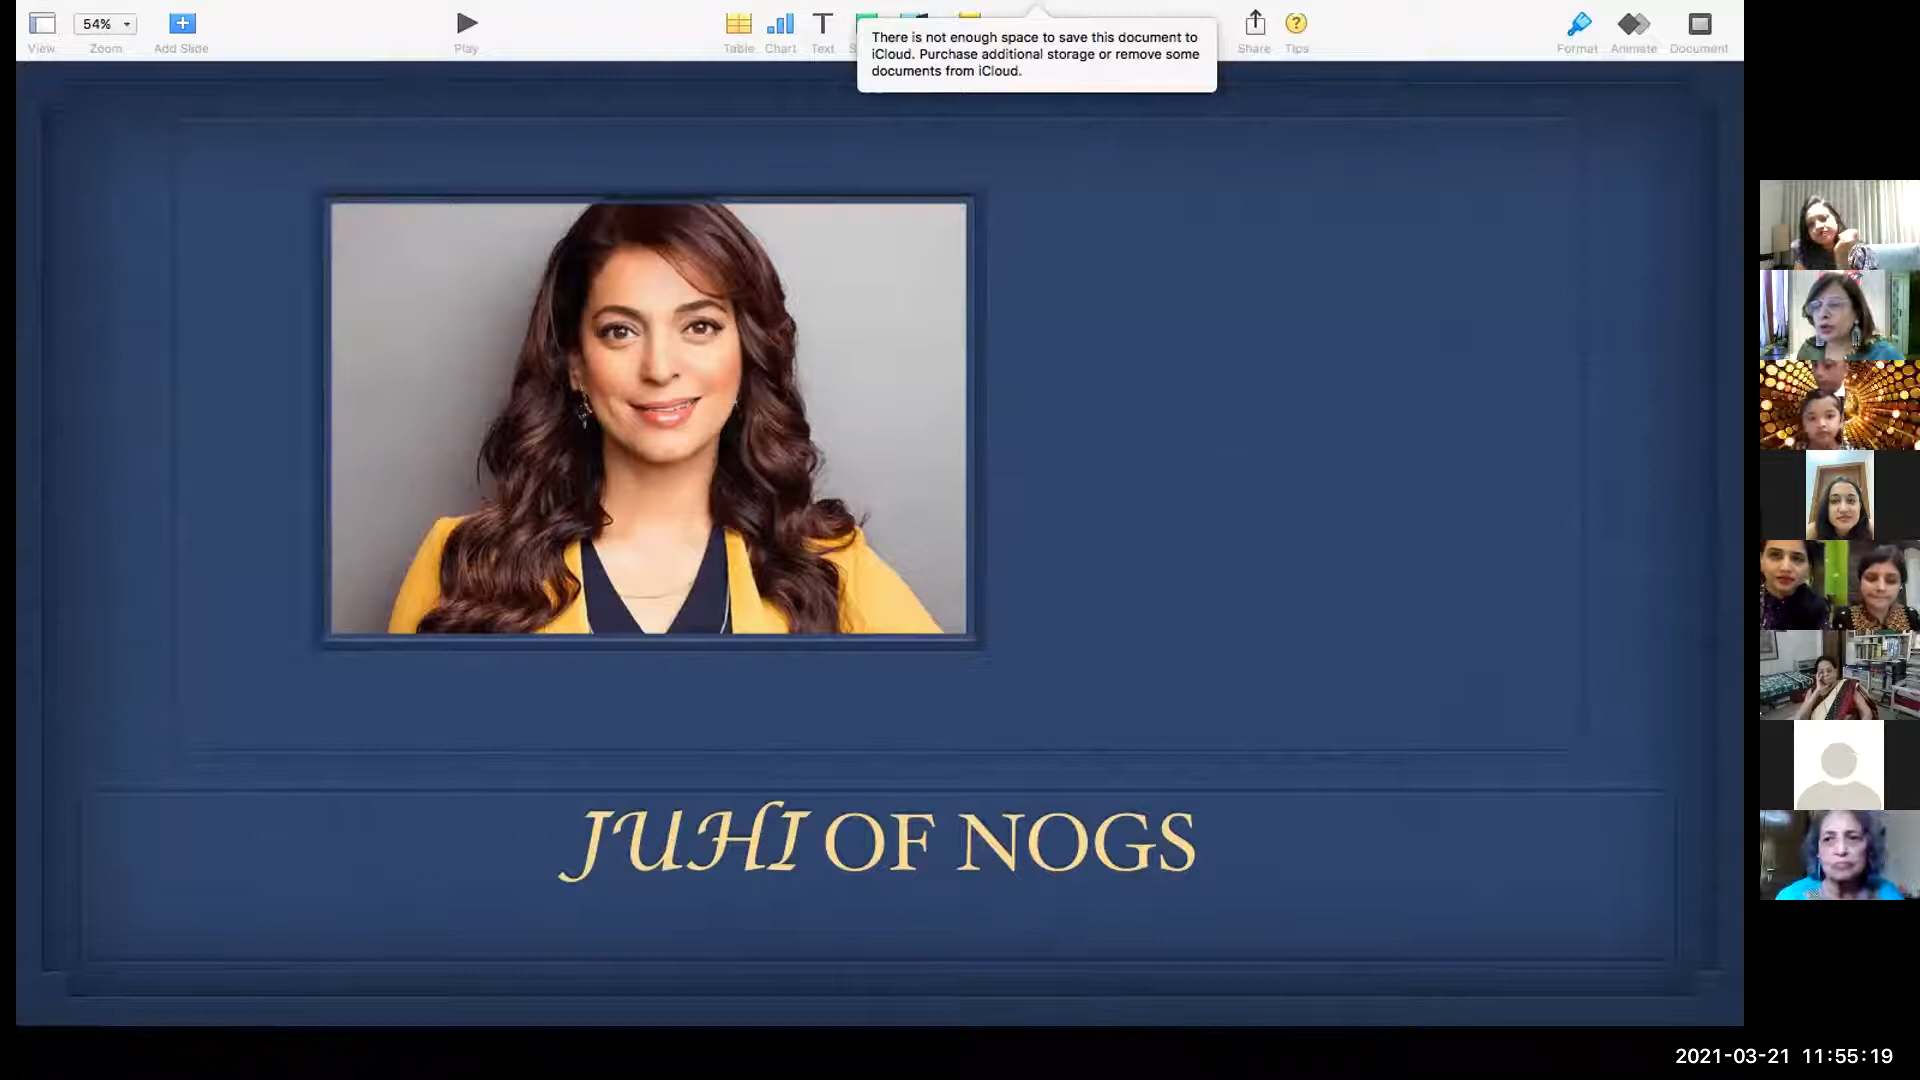 54%
View
Zoom
Add Slide
Play
Table
Chart
Text
Share
Tips
Format
Animate
Document
There is not enough space to save this document to
iCloud. Purchase additional storage or remove some
documents from iCloud.
JUHI OF NOGS
2021-03-21 11:55:19